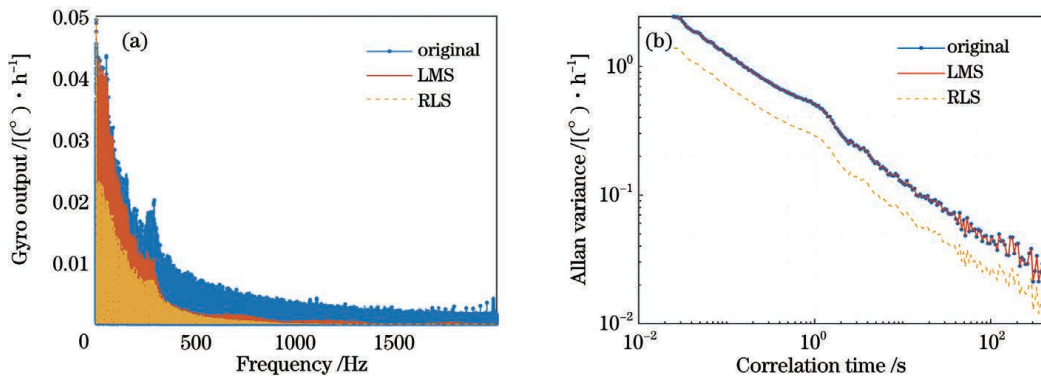 0.05
0.04
0.03
0.02
0.01
0
500
1000
1500
Frequency /Hz
Gyro output /[(°) · h⁻¹]
(a)
original
LMS
RLS
10⁰
10⁻¹
10⁻²
10⁻²
10⁰
10²
Correlation time /s
Allan variance /[(°) · h⁻¹]
(b)
original
LMS
RLS